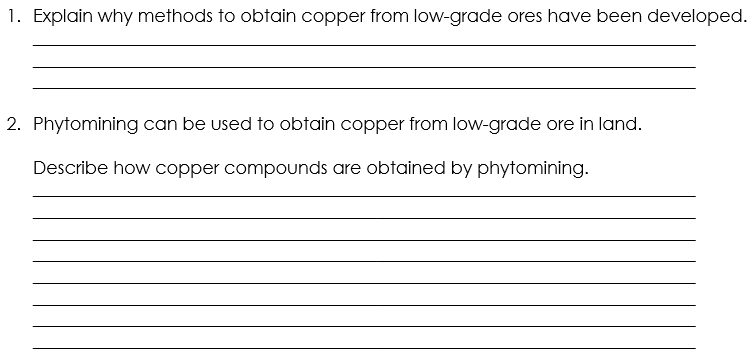 1. Explain why methods to obtain copper from low-grade ores have been developed.
2. Phytomining can be used to obtain copper from low-grade ore in land.
Describe how copper compounds are obtained by phytomining.